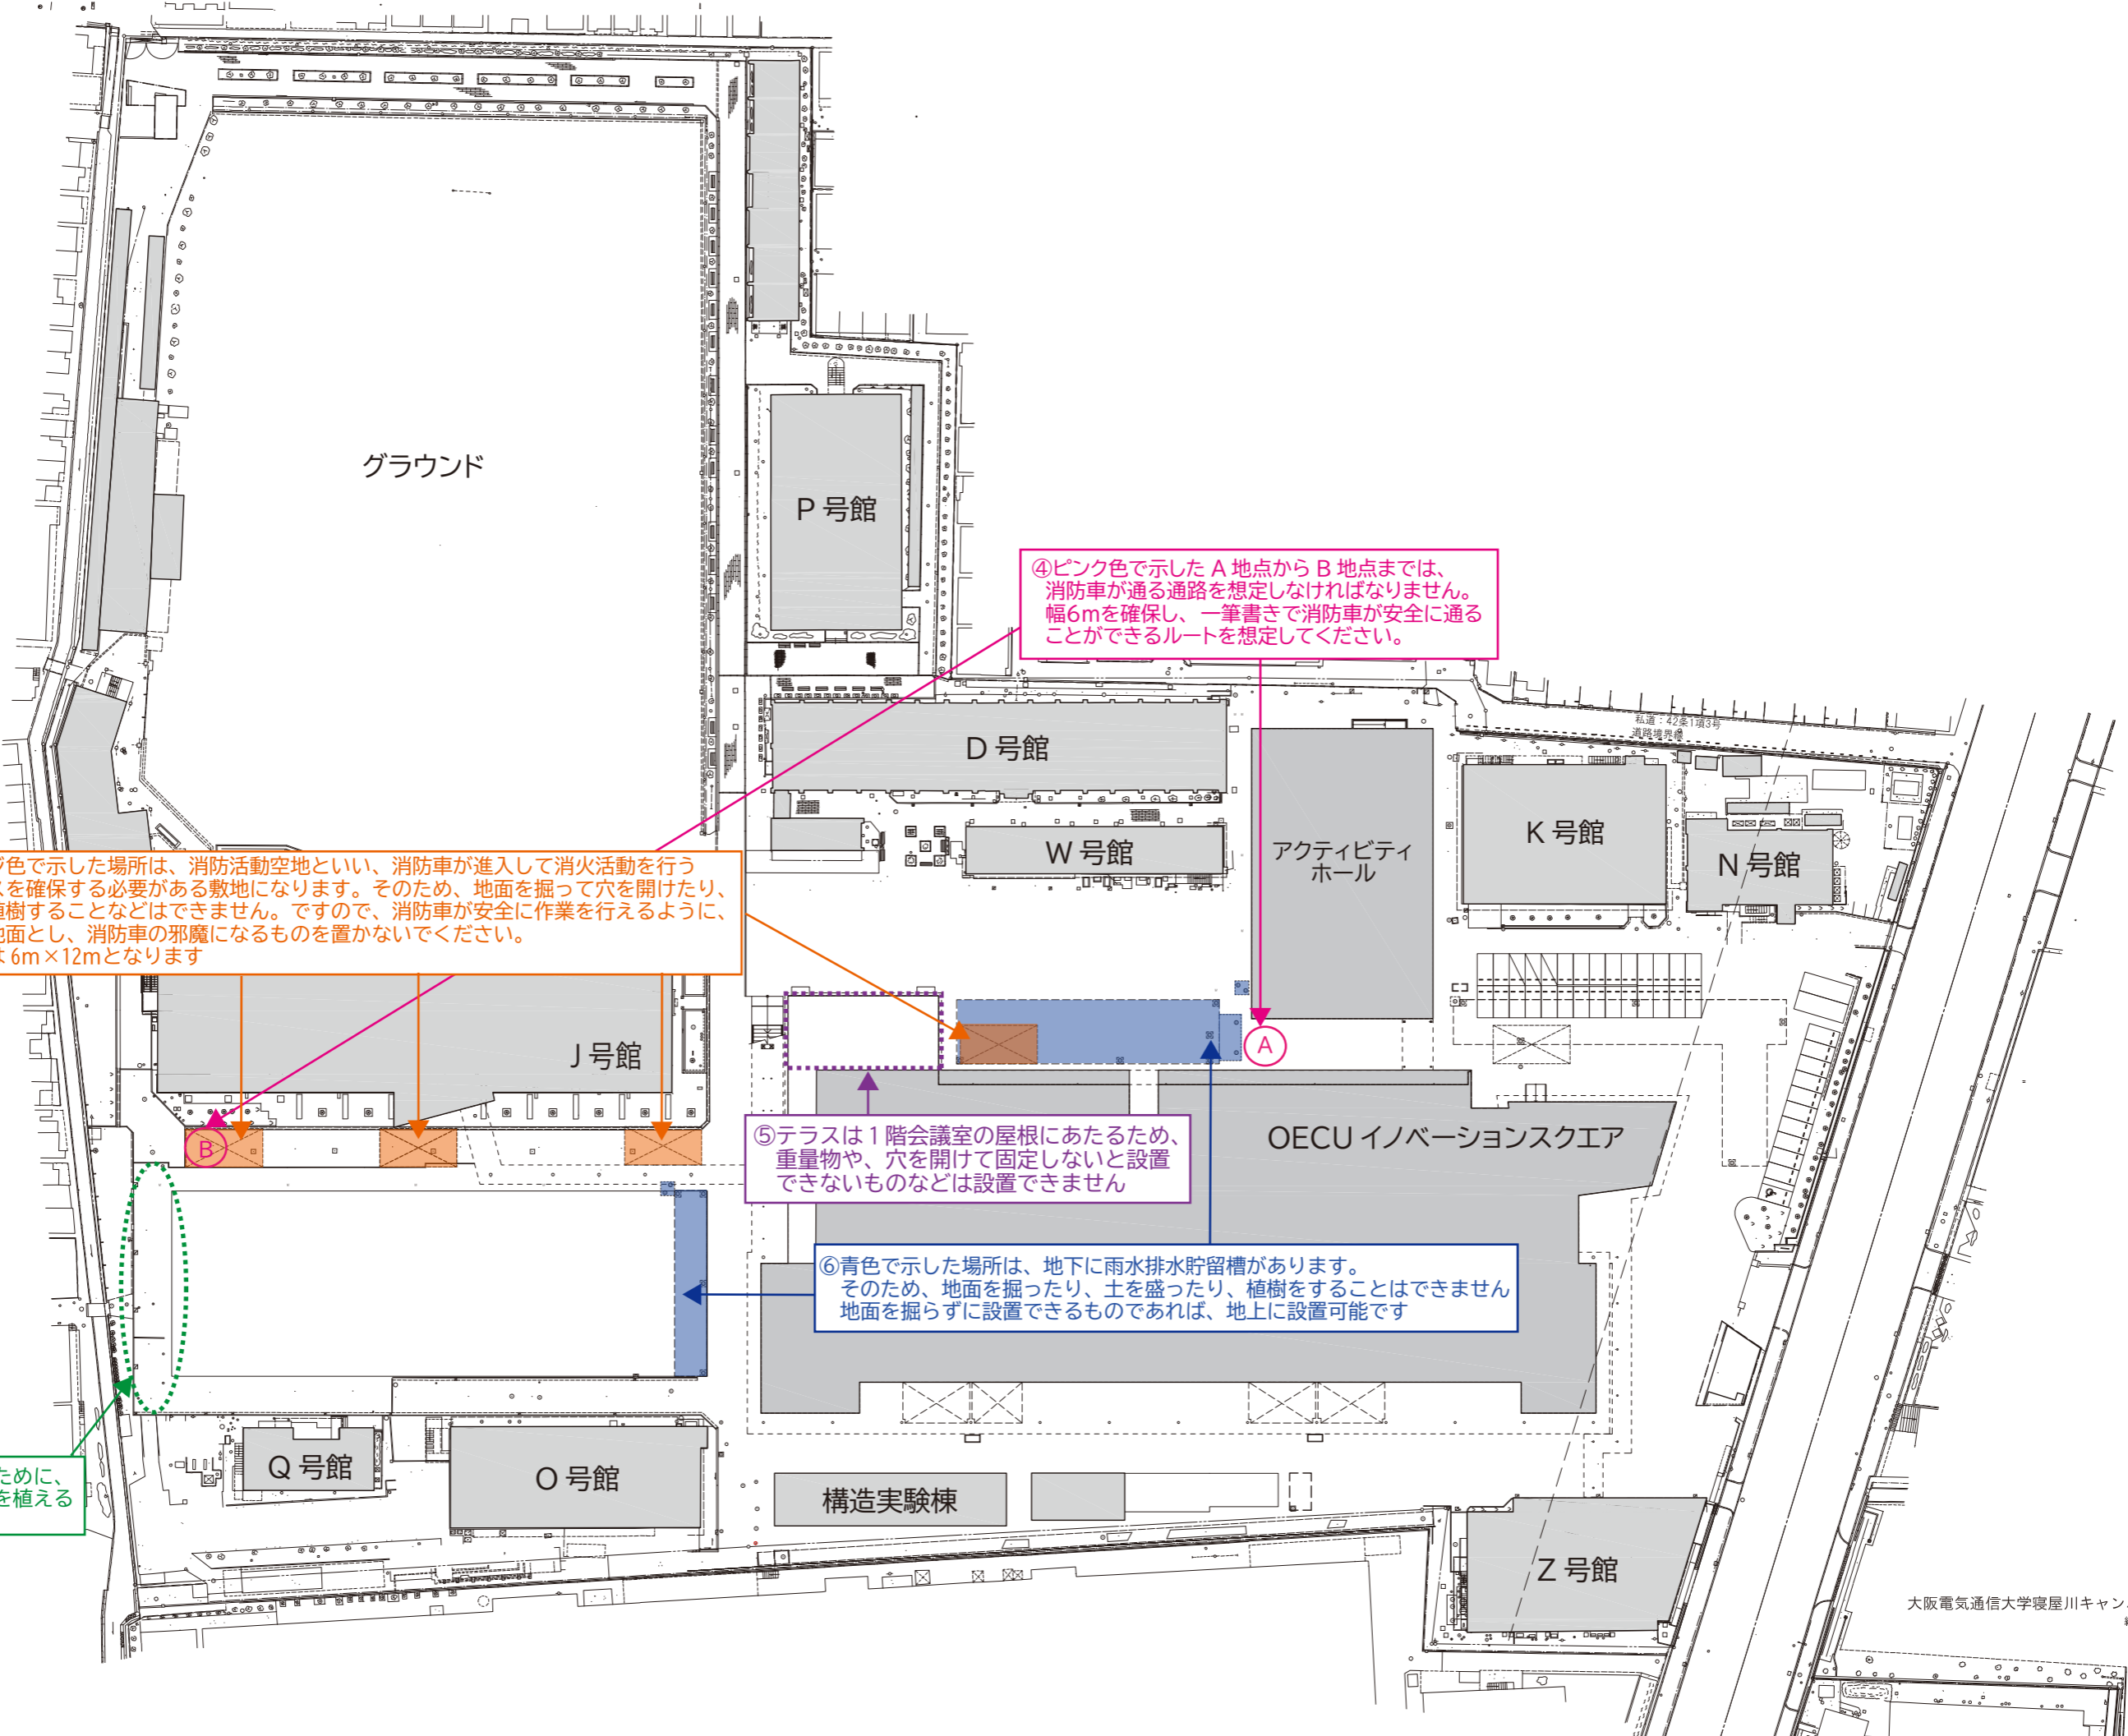 グラウンド
P 号館
④ピンク色で示した A 地点から B 地点までは、
消防車が通る通路を想定しなければなりません。
幅6mを確保し、一筆書きで消防車が安全に通る
ことができるルートを想定してください。
私道：42条1項3号
道路境界線
D 号館
W 号館
アクティビティ
ホール
K 号館
N 号館
色で示した場所は、消防活動空地といい、消防車が進入して消火活動を行う
を確保する必要がある敷地になります。そのため、地面を掘って穴を開けたり、
植樹することなどはできません。ですので、消防車が安全に作業を行えるように、
地面とし、消防車の邪魔になるものを置かないでください。
は 6m×12mとなります
J 号館
A
B
⑤テラスは１階会議室の屋根にあたるため、
重量物や、穴を開けて固定しないと設置
できないものなどは設置できません
OECU イノベーションスクエア
⑥青色で示した場所は、地下に雨水排水貯留槽があります。
そのため、地面を掘ったり、土を盛ったり、植樹をすることはできません
地面を掘らずに設置できるものであれば、地上に設置可能です
ために、
を植える
Q 号館
O 号館
構造実験棟
Z 号館
大阪電気通信大学寝屋川キャン